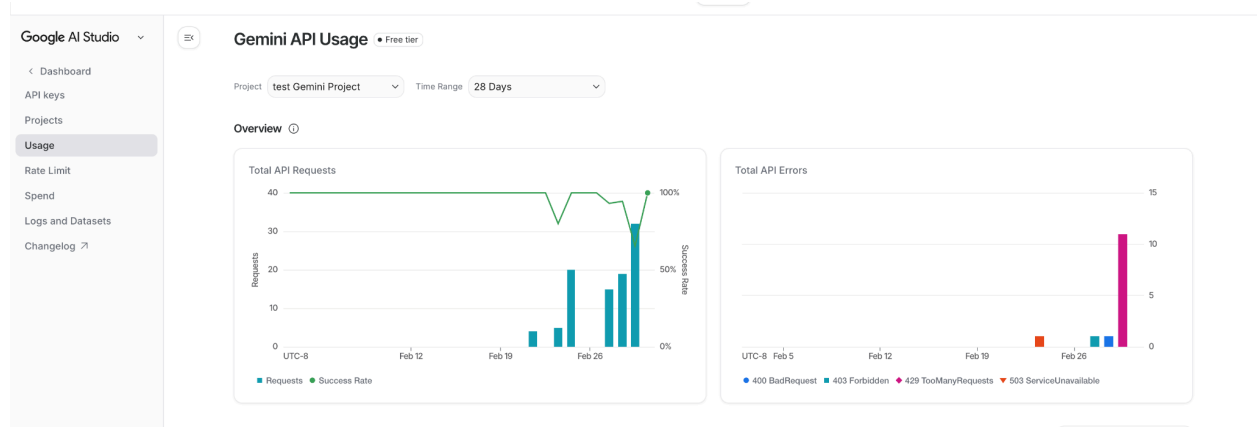 Google AI Studio
Dashboard
API keys
Projects
Usage
Rate Limit
Spend
Logs and Datasets
Changelog
Gemini API Usage
Free tier
Project test Gemini Project Time Range 28 Days
Overview
Total API Requests
40
30
20
10
0
Requests
100%
50%
0%
Success Rate
UTC-8 Feb 12 Feb 19 Feb 26
Requests Success Rate
Total API Errors
15
10
5
0
UTC-8 Feb 5 Feb 12 Feb 19 Feb 26
400 BadRequest 403 Forbidden 429 TooManyRequests 503 ServiceUnavailable